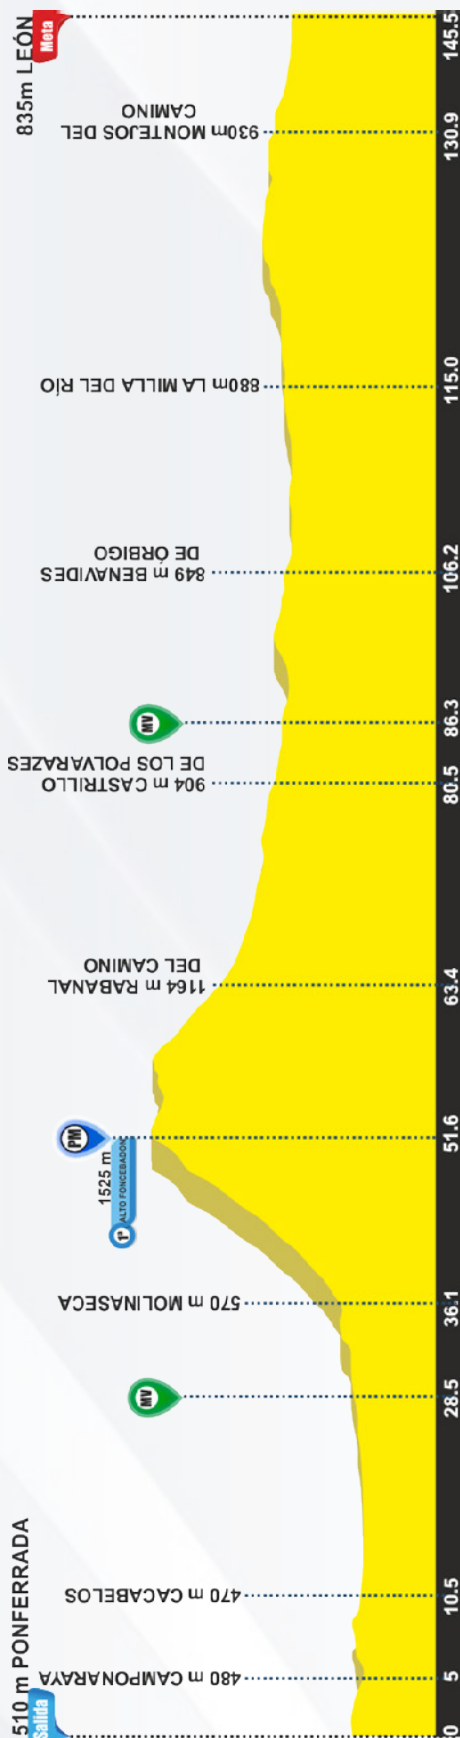 510 m PONFERRADA
Salida
480 m CAMPONARAYA
470 m CACABELOS
MV
570 m MOLINASECA
1ª
ALTO FONCEBADON
1525 m
PM
1164 m RABANAL
DEL CAMINO
904 m CASTRILLO
DE LOS POLVARAZES
MV
849 m BENAVIDES
DE ÓRBIGO
880m LA MILLA DEL RÍO
930m MONTEJOS DEL
CAMINO
835m LEÓN
Meta
0
5
10.5
28.5
36.1
51.6
63.4
80.5
86.3
106.2
115.0
130.9
145.5